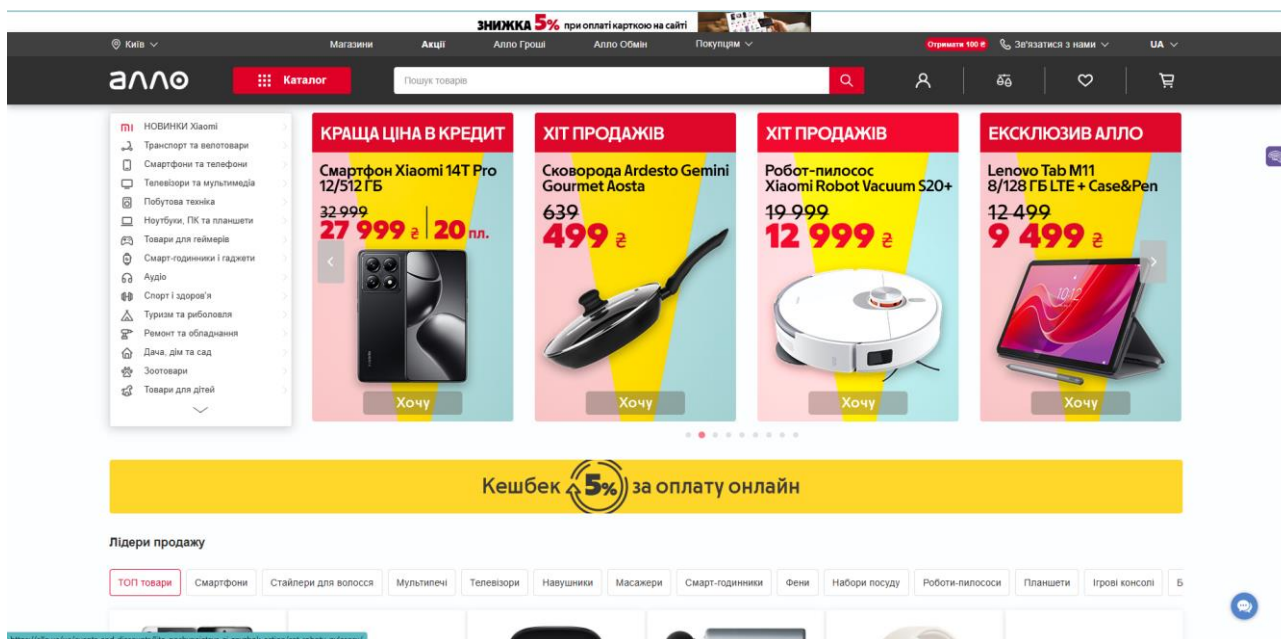 ЗНИЖКА 5% при оплаті карткою на сайті
Київ
Магазини
Акції
Алло Гроші
Алло Обмін
Покупцям
Отримати 100 ₴
Зв'язатися з нами
UA
алло
Каталог
Пошук товарів
mi НОВИНКИ Xiaomi
Транспорт та велотовари
Смартфони та телефони
Телевізори та мультимедіа
Побутова техніка
Ноутбуки, ПК та планшети
Товари для геймерів
Смарт-годинники і гаджети
Аудіо
Спорт і здоров'я
Туризм та риболовля
Ремонт та обладнання
Дача, дім та сад
Зоотовари
Товари для дітей
КРАЩА ЦІНА В КРЕДИТ
Смартфон Xiaomi 14T Pro
12/512 ГБ
32 999
27 999 ₴ 20 пл.
Хочу
ХІТ ПРОДАЖІВ
Сковорода Ardesto Gemini
Gourmet Aosta
639
499 ₴
Хочу
ХІТ ПРОДАЖІВ
Робот-пилосос
Xiaomi Robot Vacuum S20+
19 999
12 999 ₴
Хочу
ЕКСКЛЮЗИВ АЛЛО
Lenovo Tab M11
8/128 ГБ LTE + Case&Pen
12 499
9 499 ₴
10:12
Хочу
Кешбек 5% за оплату онлайн
Лідери продажу
ТОП товари
Смартфони
Стайлери для волосся
Мультипечі
Телевізори
Навушники
Масажери
Смарт-годинники
Фени
Набори посуду
Роботи-пилососи
Планшети
Ігрові консолі
Б